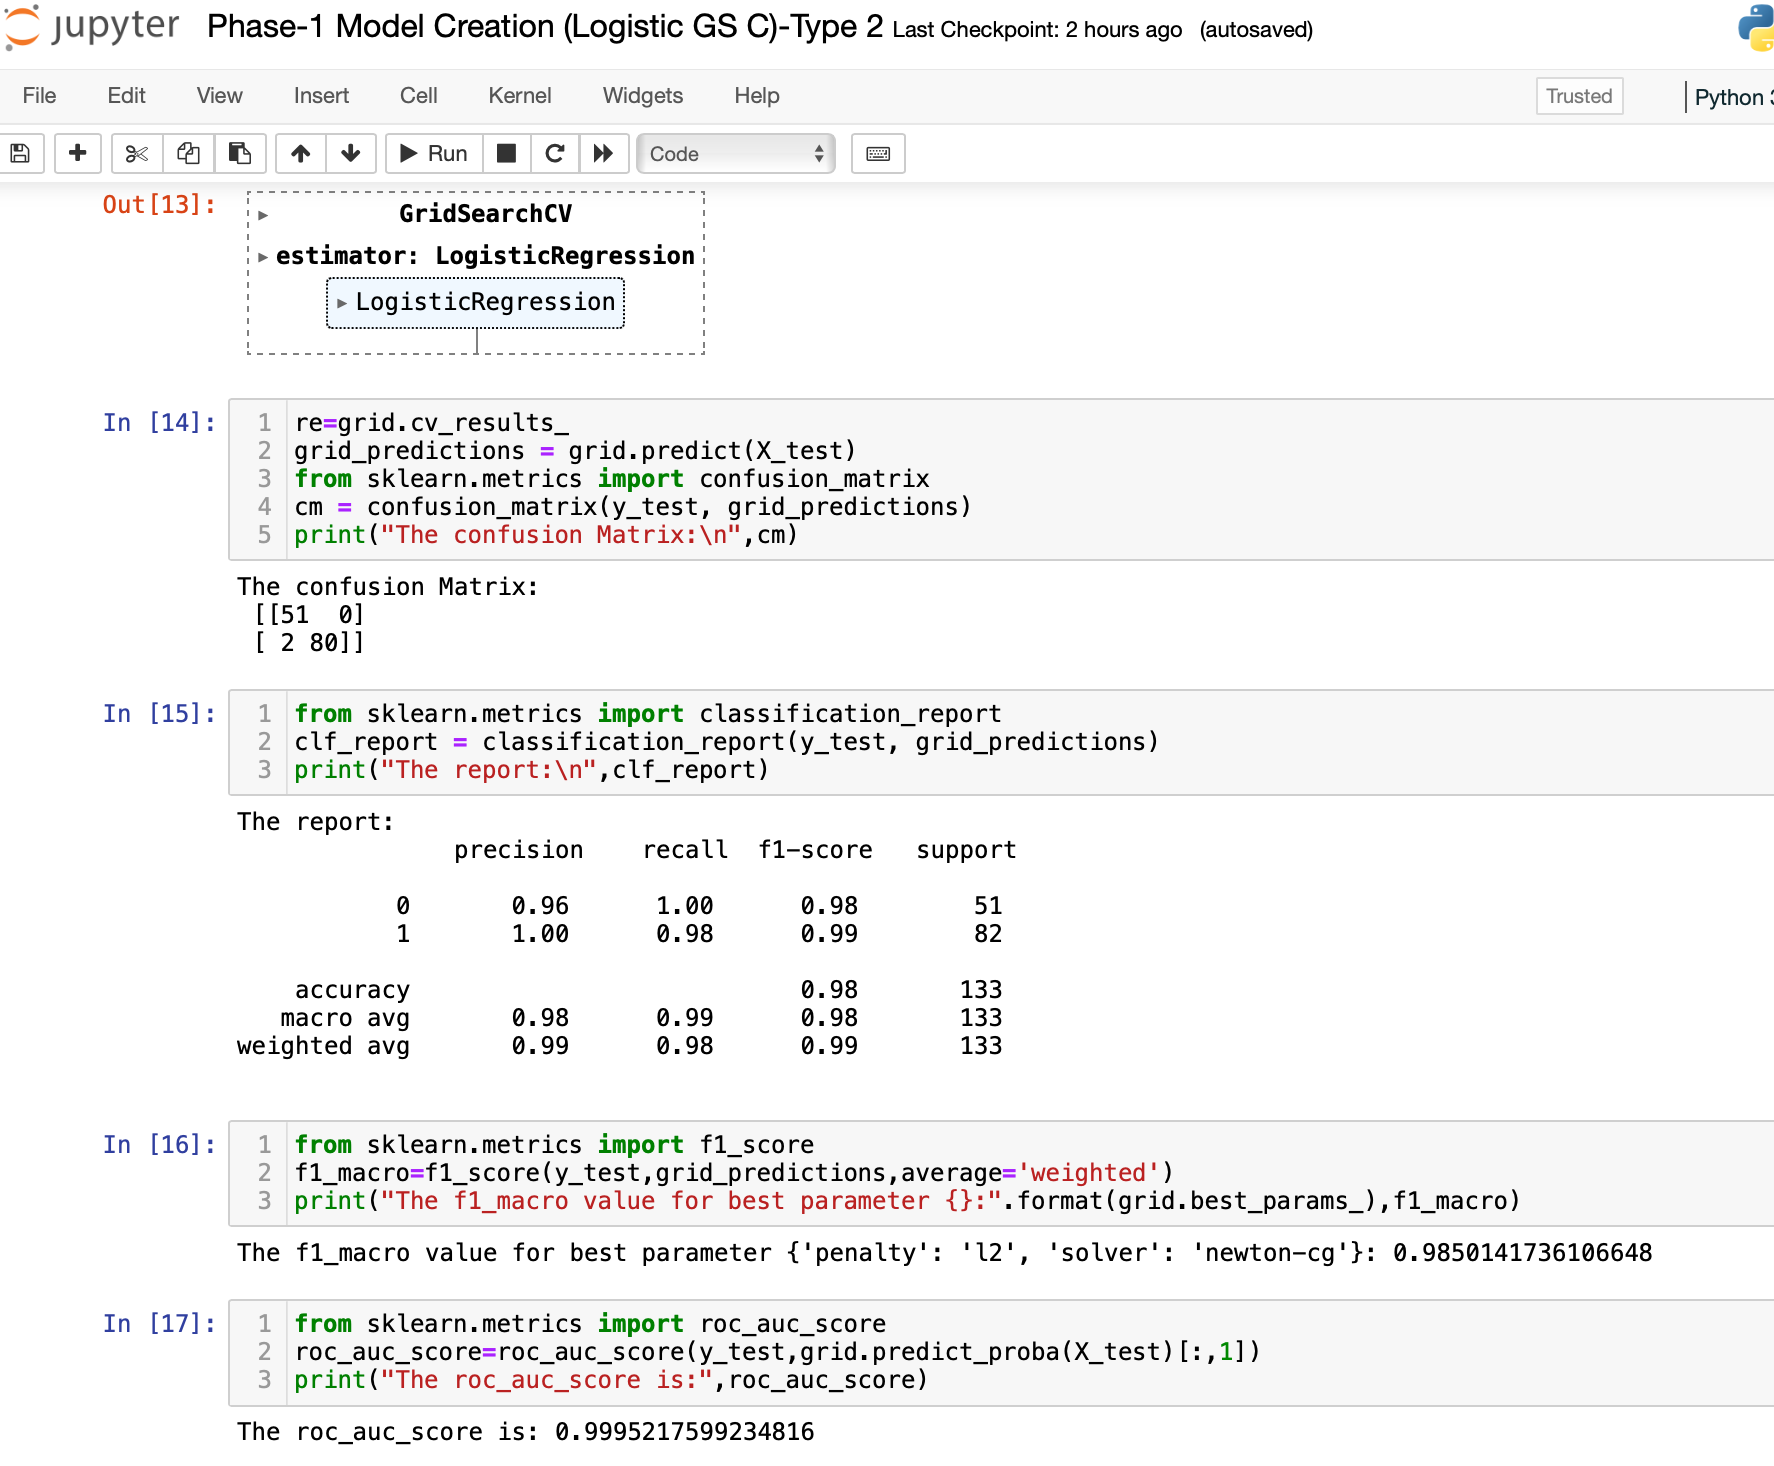 jupyter Phase-1 Model Creation (Logistic GS C)-Type 2 Last Checkpoint: 2 hours ago (autosaved)
File Edit View Insert Cell Kernel Widgets Help Trusted Python 3
Run Code
Out[13]:
GridSearchCV
estimator: LogisticRegression
LogisticRegression
In [14]:
1 re=grid.cv_results_
2 grid_predictions = grid.predict(X_test)
3 from sklearn.metrics import confusion_matrix
4 cm = confusion_matrix(y_test, grid_predictions)
5 print("The confusion Matrix:\n",cm)
The confusion Matrix:
[[51  0]
[ 2 80]]
In [15]:
1 from sklearn.metrics import classification_report
2 clf_report = classification_report(y_test, grid_predictions)
3 print("The report:\n",clf_report)
The report:
precision recall f1-score support
0 0.96 1.00 0.98 51
1 1.00 0.98 0.99 82
accuracy 0.98 133
macro avg 0.98 0.99 0.98 133
weighted avg 0.99 0.98 0.99 133
In [16]:
1 from sklearn.metrics import f1_score
2 f1_macro=f1_score(y_test,grid_predictions,average='weighted')
3 print("The f1_macro value for best parameter {}:".format(grid.best_params_),f1_macro)
The f1_macro value for best parameter {'penalty': 'l2', 'solver': 'newton-cg'}: 0.9850141736106648
In [17]:
1 from sklearn.metrics import roc_auc_score
2 roc_auc_score=roc_auc_score(y_test,grid.predict_proba(X_test)[:,1])
3 print("The roc_auc_score is:",roc_auc_score)
The roc_auc_score is: 0.9995217599234816